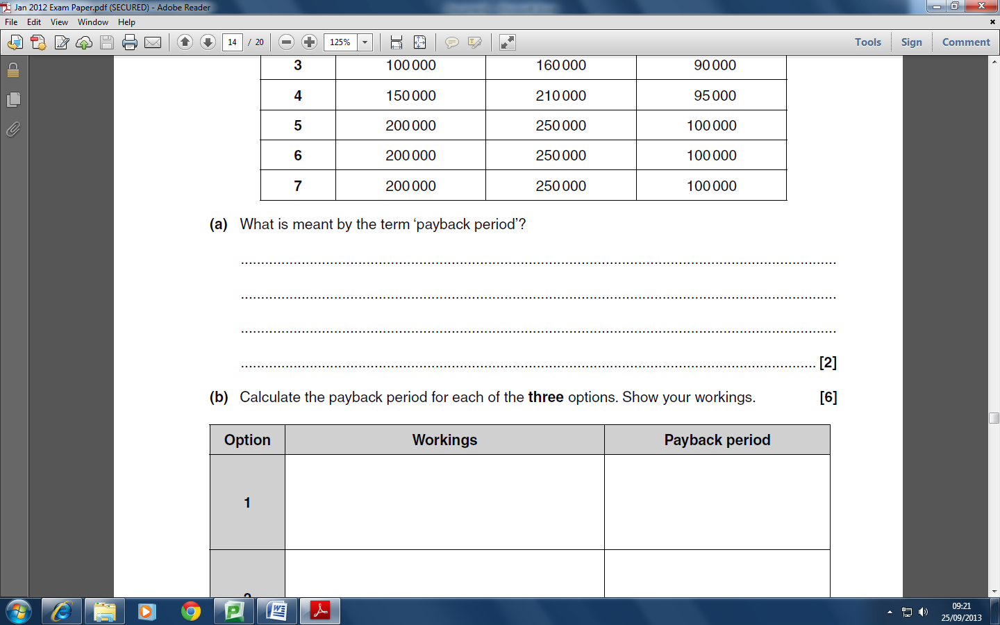 Jan 2012 Exam Paper.pdf (SECURED) - Adobe Reader
File Edit View Window Help
14 / 20 125% Tools Sign Comment
3 100 000 160 000 90 000
4 150 000 210 000 95 000
5 200 000 250 000 100 000
6 200 000 250 000 100 000
7 200 000 250 000 100 000
(a) What is meant by the term ‘payback period’?
[2]
(b) Calculate the payback period for each of the three options. Show your workings. [6]
Option Workings Payback period
1
09:21
25/09/2013